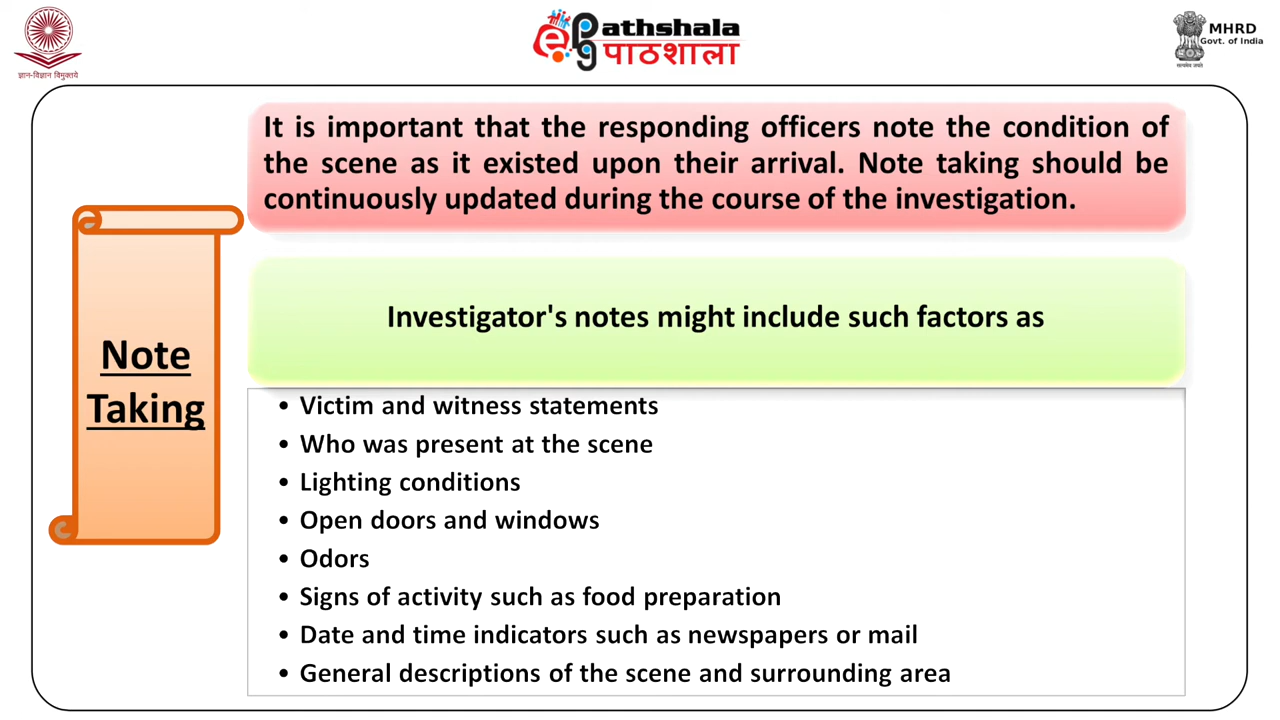 ज्ञान-विज्ञान विमुक्तये
ePG Pathshala
पाठशाला
MHRD
Govt. of India
सत्यमेव जयते
It is important that the responding officers note the condition of
the scene as it existed upon their arrival. Note taking should be
continuously updated during the course of the investigation.
Note
Taking
Investigator's notes might include such factors as
• Victim and witness statements
• Who was present at the scene
• Lighting conditions
• Open doors and windows
• Odors
• Signs of activity such as food preparation
• Date and time indicators such as newspapers or mail
• General descriptions of the scene and surrounding area